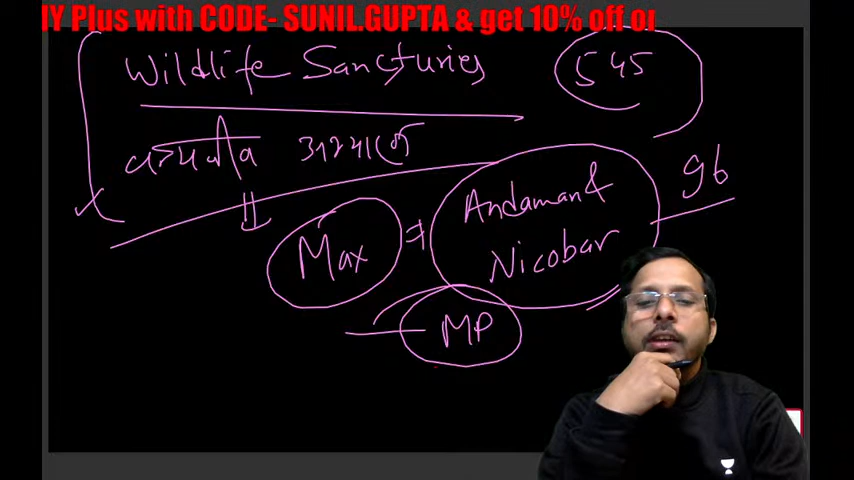 IY Plus with CODE- SUNIL.GUPTA & get 10% off or
Wildlife Sancturies 545
वन्यजीव अभयारण्य
Max ⇒ Andaman & Nicobar 96
MP